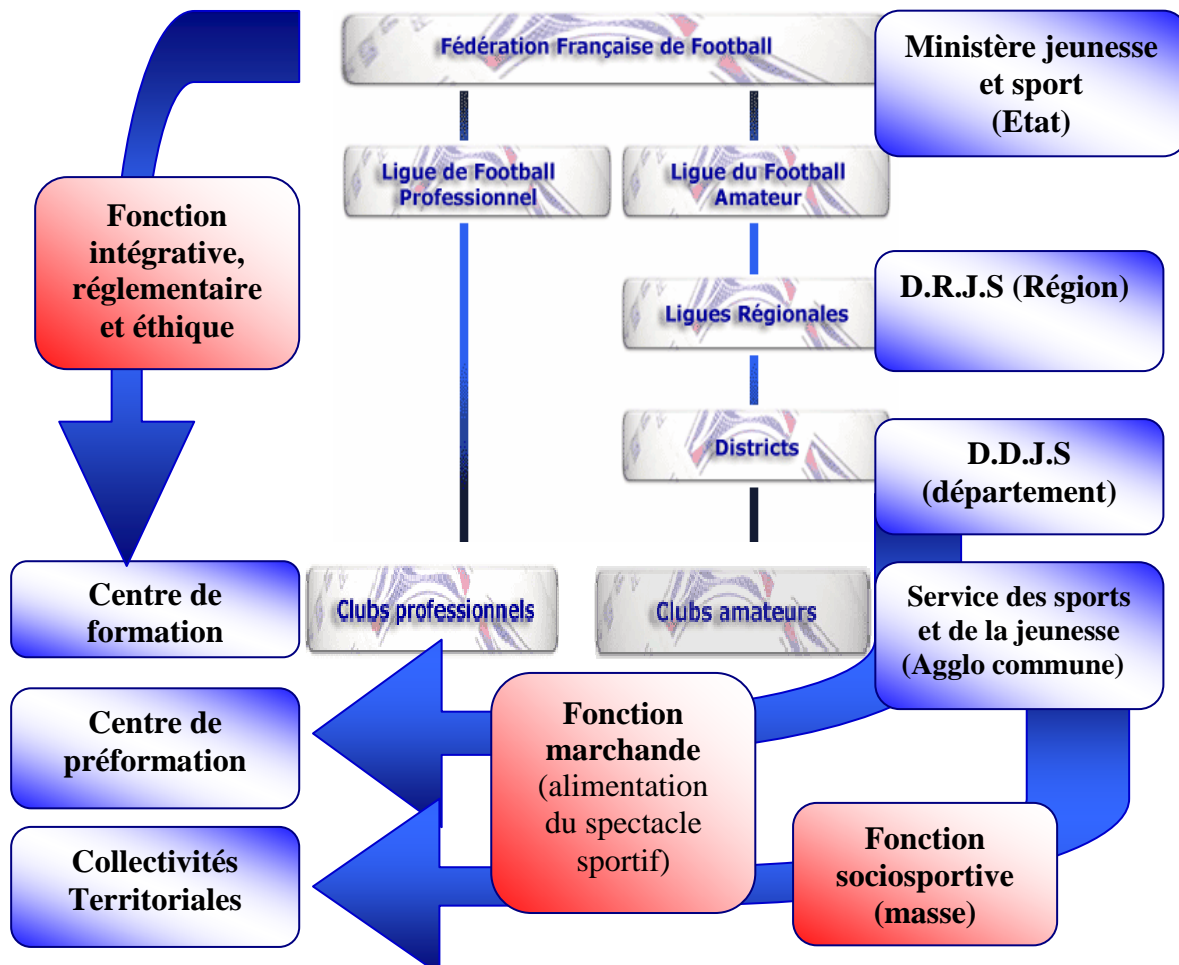 Fédération Française de Football
Ministère jeunesse
et sport
(Etat)
Ligue de Football
Professionnel
Ligue du Football
Amateur
Fonction
intégrative,
réglementaire
et éthique
Ligues Régionales
D.R.J.S (Région)
Districts
D.D.J.S
(département)
Centre de
formation
Clubs professionnels
Clubs amateurs
Service des sports
et de la jeunesse
(Agglo commune)
Centre de
préformation
Fonction
marchande
(alimentation
du spectacle
sportif)
Collectivités
Territoriales
Fonction
sociosportive
(masse)